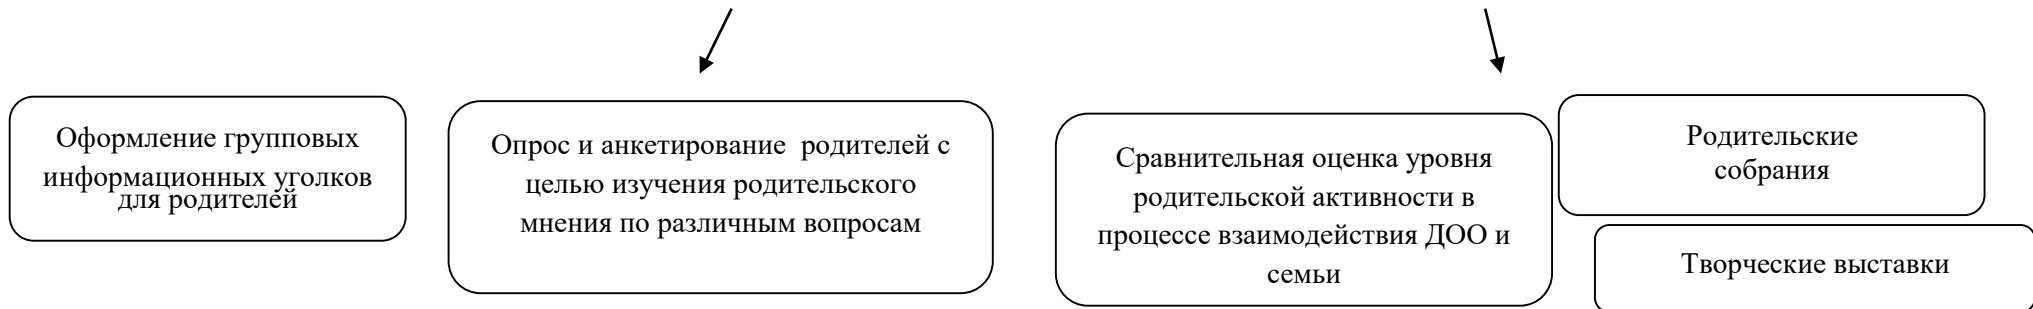 Оформление групповых
информационных уголков
для родителей
Опрос и анкетирование  родителей с
целью изучения родительского
мнения по различным вопросам
Сравнительная оценка уровня
родительской активности в
процессе взаимодействия ДОО и
семьи
Родительские
собрания
Творческие выставки